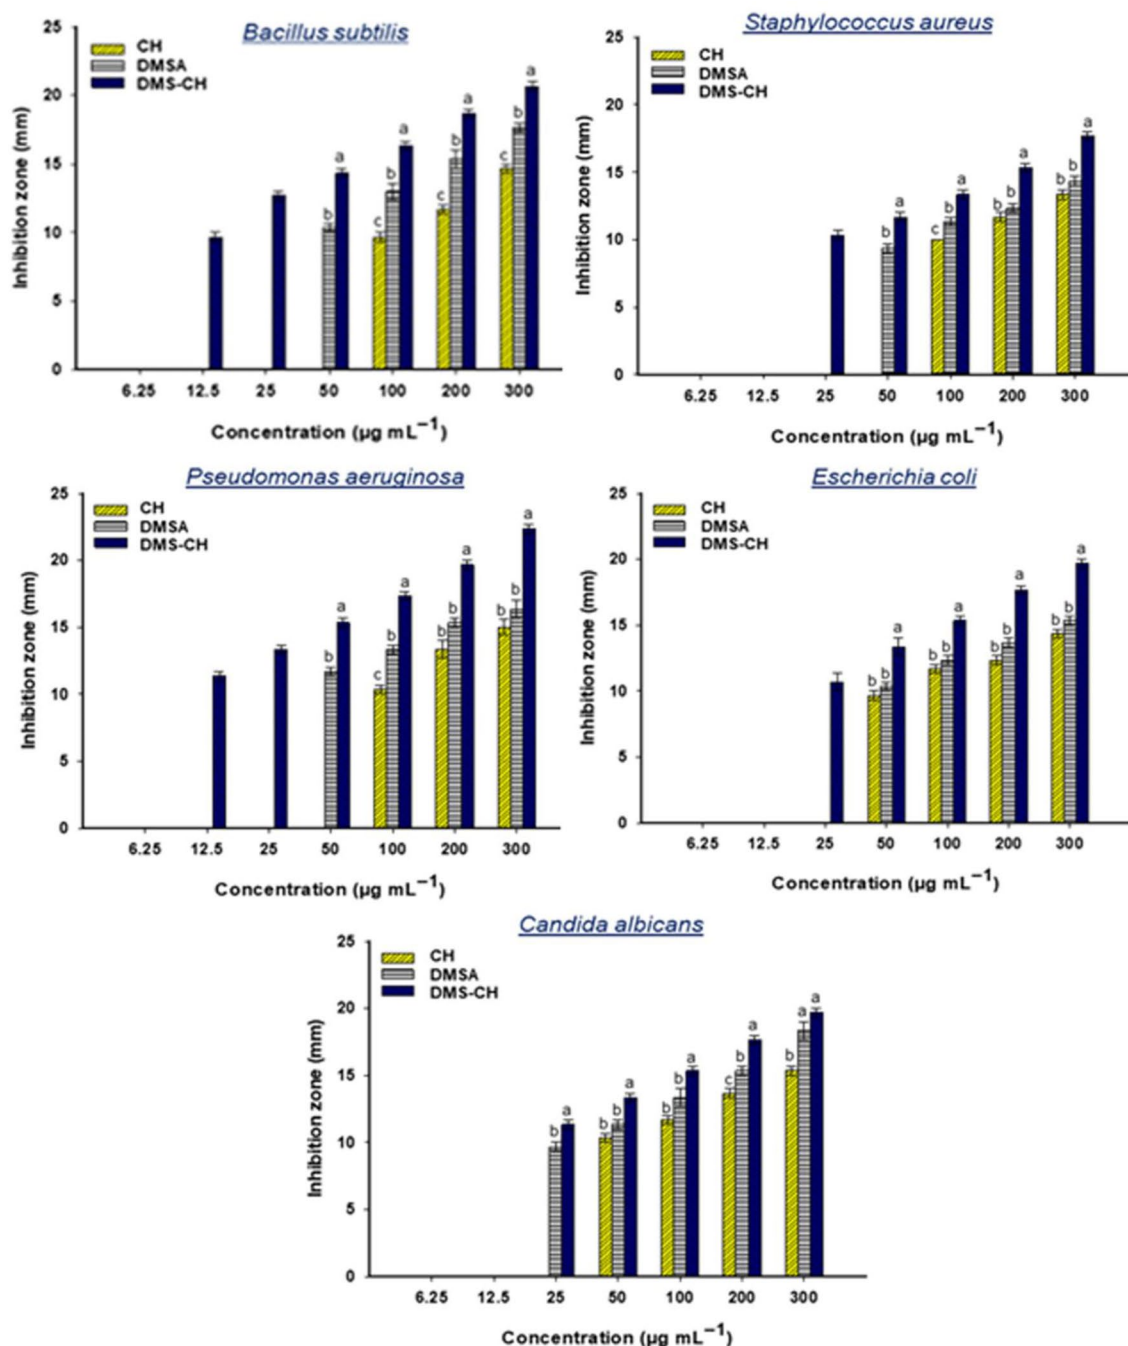 Bacillus subtilis
CH
DMSA
DMS-CH
Inhibition zone (mm)
25
20
15
10
5
0
a
a
a
a
b
b
b
b
c
c
c
6.25 12.5 25 50 100 200 300
Concentration (µg mL⁻¹)
Staphylococcus aureus
CH
DMSA
DMS-CH
Inhibition zone (mm)
25
20
15
10
5
0
b a
c b a
b b a
b b a
6.25 12.5 25 50 100 200 300
Concentration (µg mL⁻¹)
Pseudomonas aeruginosa
CH
DMSA
DMS-CH
Inhibition zone (mm)
25
20
15
10
5
0
b a
c b a
b b a
b b a
6.25 12.5 25 50 100 200 300
Concentration (µg mL⁻¹)
Escherichia coli
CH
DMSA
DMS-CH
Inhibition zone (mm)
25
20
15
10
5
0
b b a
b b a
b b a
b b a
6.25 12.5 25 50 100 200 300
Concentration (µg mL⁻¹)
Candida albicans
CH
DMSA
DMS-CH
Inhibition zone (mm)
25
20
15
10
5
0
b a
b b a
b b a
c b a
b a a
6.25 12.5 25 50 100 200 300
Concentration (µg mL⁻¹)